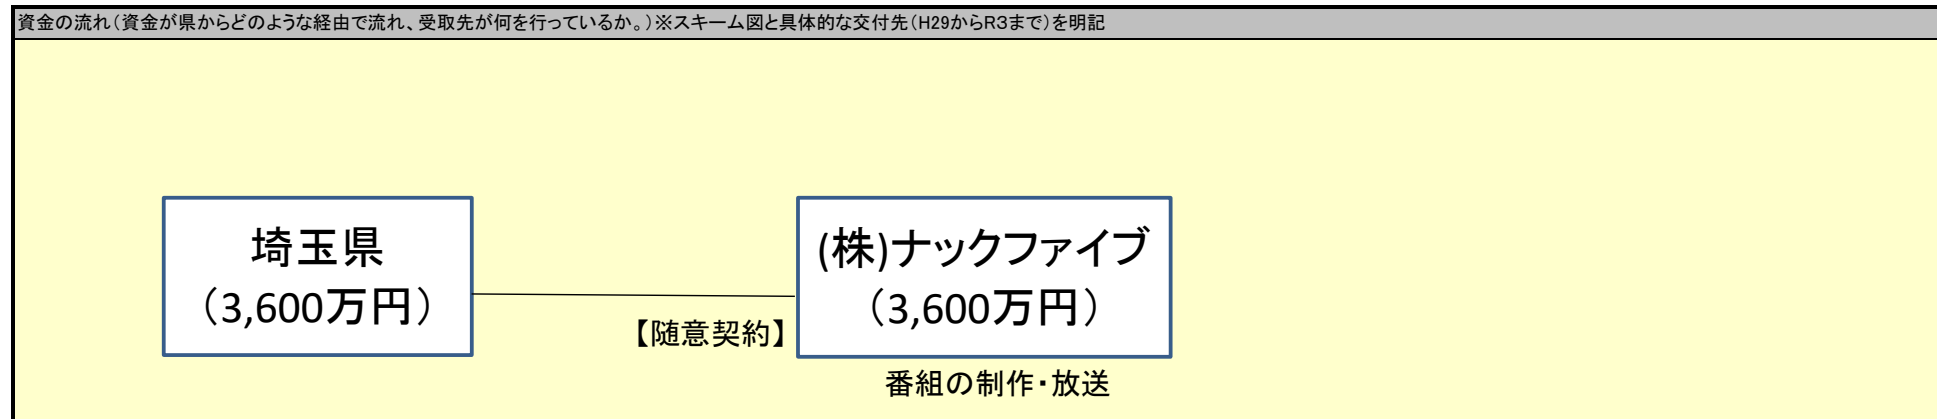 資金の流れ（資金が県からどのような経由で流れ、受取先が何を行っているか。）※スキーム図と具体的な交付先（H29からR3まで）を明記
埼玉県
（3,600万円）
(株)ナックファイブ
（3,600万円）
【随意契約】
番組の制作・放送